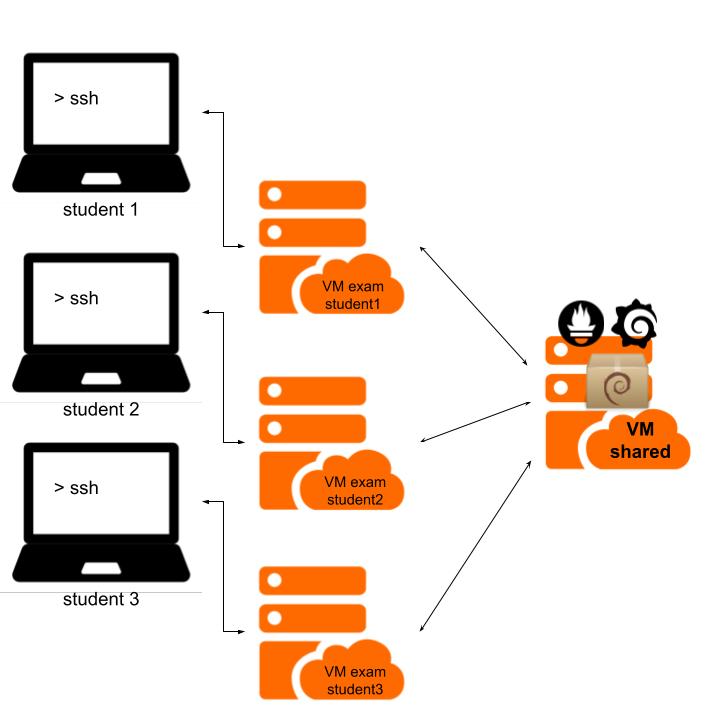 > ssh
student 1
VM exam
student1
> ssh
student 2
VM exam
student2
> ssh
student 3
VM exam
student3
VM
shared